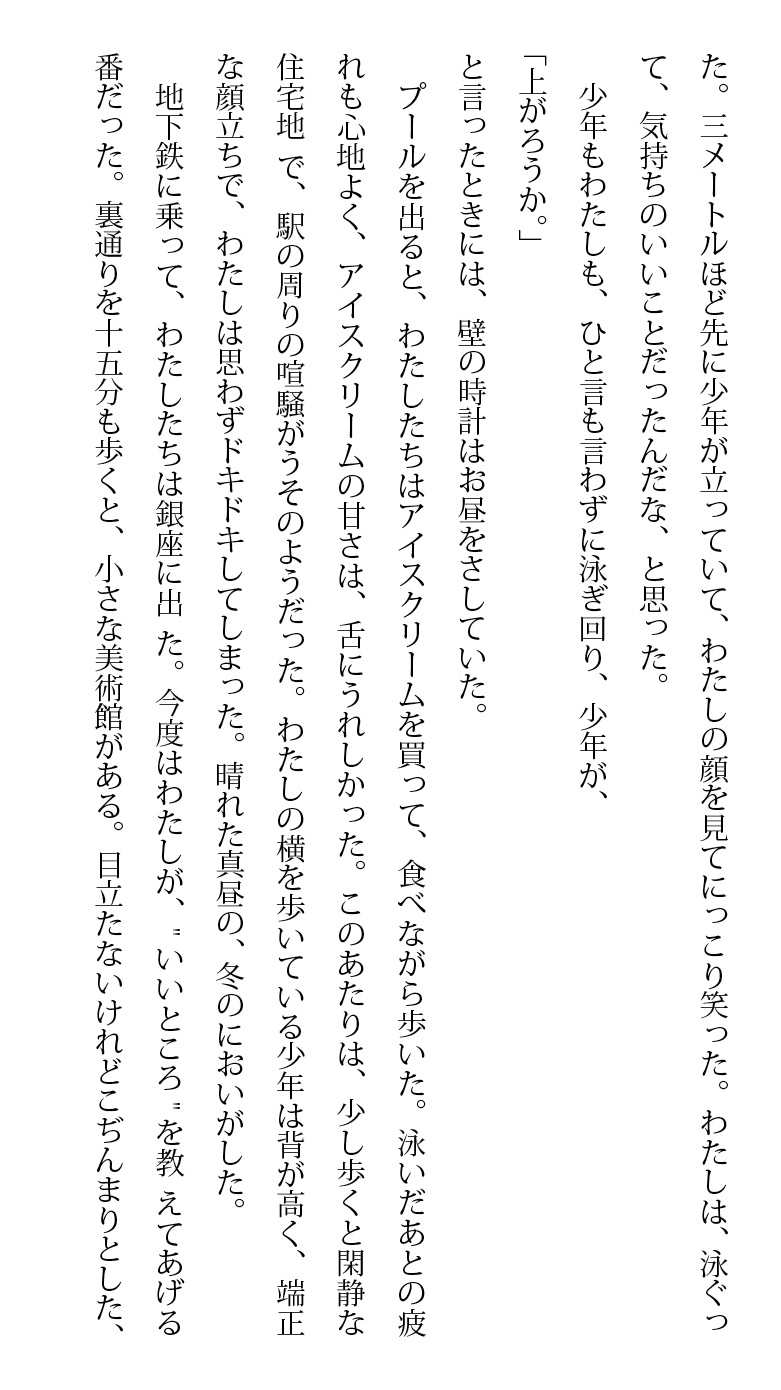 た。三メートルほど先に少年が立っていて、わたしの顔を見てにっこり笑った。わたしは、泳ぐっ
て、気持ちのいいことだったんだな、と思った。
　少年もわたしも、ひと言も言わずに泳ぎ回り、少年が、
「上がろうか。」
と言ったときには、壁の時計はお昼をさしていた。
　プールを出ると、わたしたちはアイスクリームを買って、食べながら歩いた。泳いだあとの疲
れも心地よく、アイスクリームの甘さは、舌にうれしかった。このあたりは、少し歩くと閑静な
住宅地で、駅の周りの喧騒がうそのようだった。わたしの横を歩いている少年は背が高く、端正
な顔立ちで、わたしは思わずドキドキしてしまった。晴れた真昼の、冬のにおいがした。
　地下鉄に乗って、わたしたちは銀座に出た。今度はわたしが、"いいところ"を教えてあげる
番だった。裏通りを十五分も歩くと、小さな美術館がある。目立たないけれどこぢんまりとした、